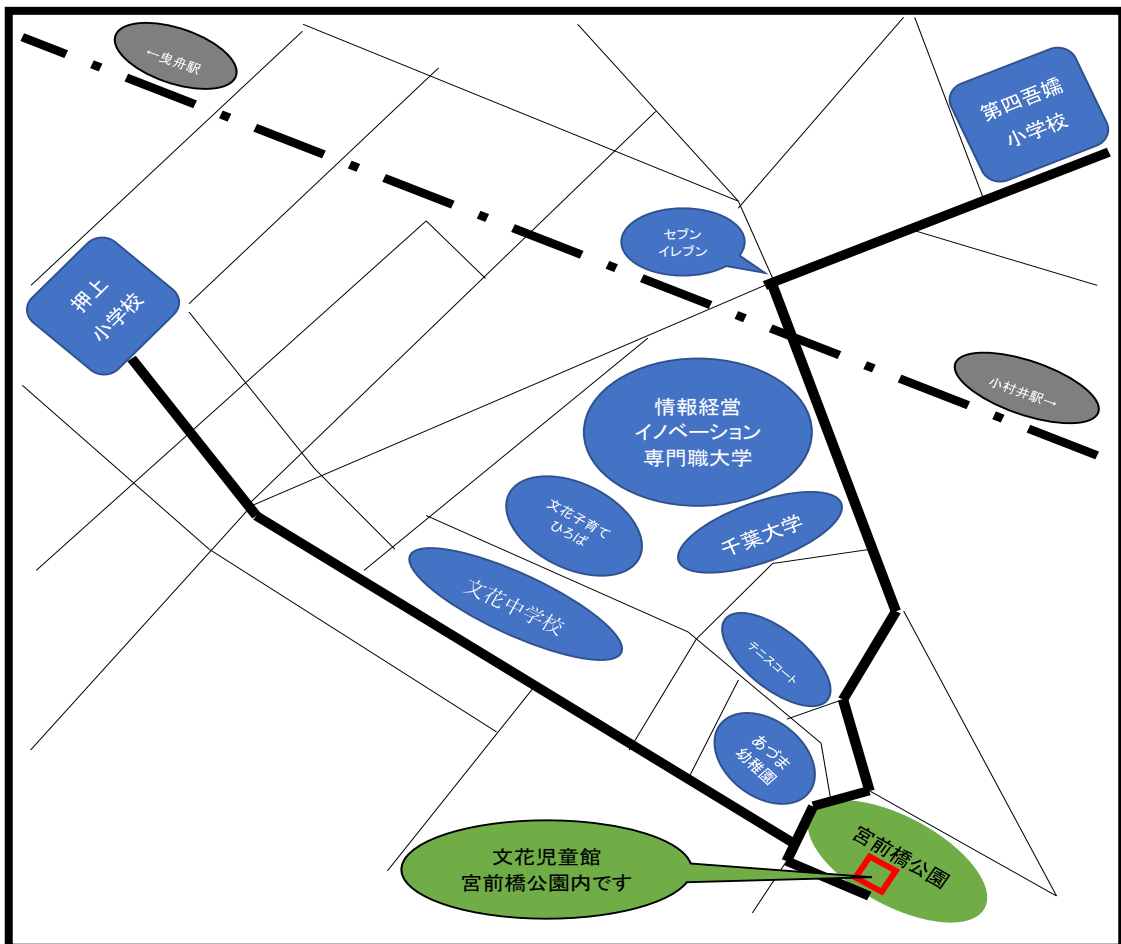 ←曳舟駅
第四吾嬬
小学校
セブン
イレブン
押上
小学校
小村井駅→
情報経営
イノベーション
専門職大学
文花子育て
ひろば
千葉大学
文花中学校
テニスコート
あづま
幼稚園
宮前橋公園
文花児童館
宮前橋公園内です